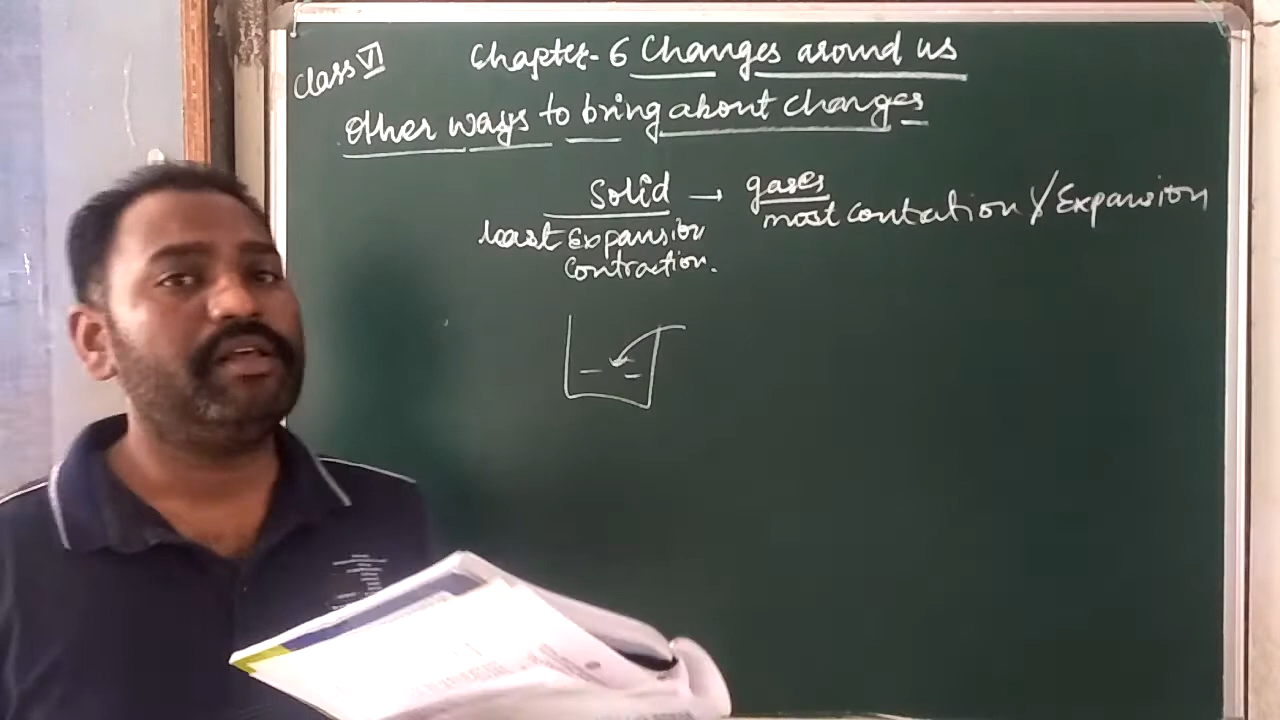 Class VI
Chapter - 6 Changes around us
Other ways to bring about changes
Solid → gases
least Expansion
Contraction.
most Contration & Expansion